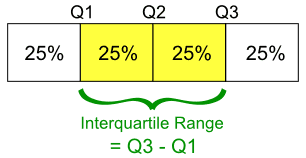 Q1 Q2 Q3
25% 25% 25% 25%
Interquartile Range
= Q3 - Q1